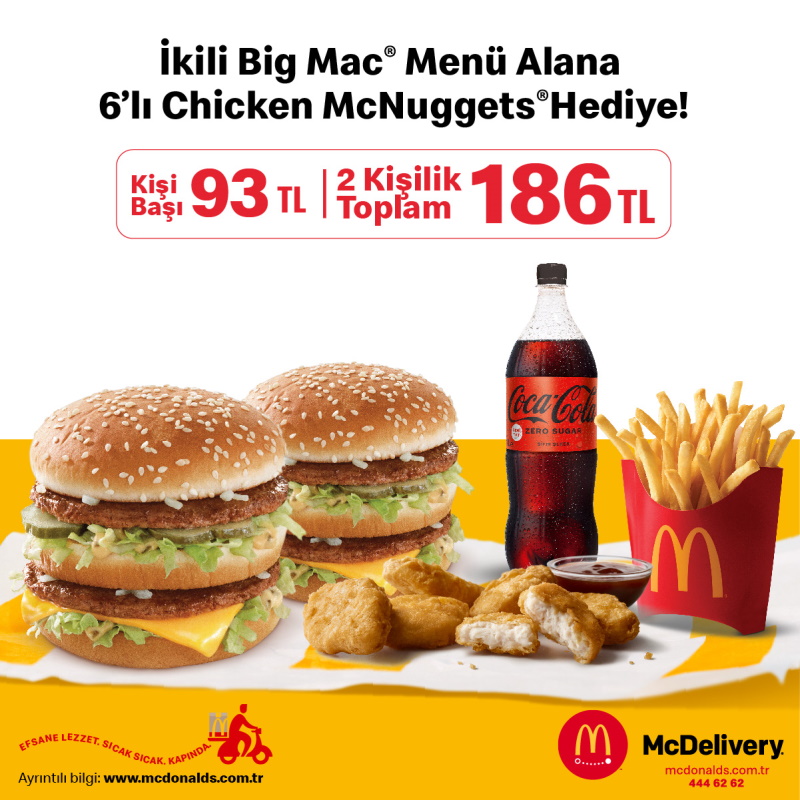 İkili Big Mac® Menü Alana
6’lı Chicken McNuggets® Hediye!
Kişi Başı 93 TL | 2 Kişilik Toplam 186 TL
Coca-Cola
ZERO SUGAR
EFSANE LEZZET. SICAK SICAK. KAPINDA.
Ayrıntılı bilgi: www.mcdonalds.com.tr
McDelivery.
mcdonalds.com.tr
444 62 62